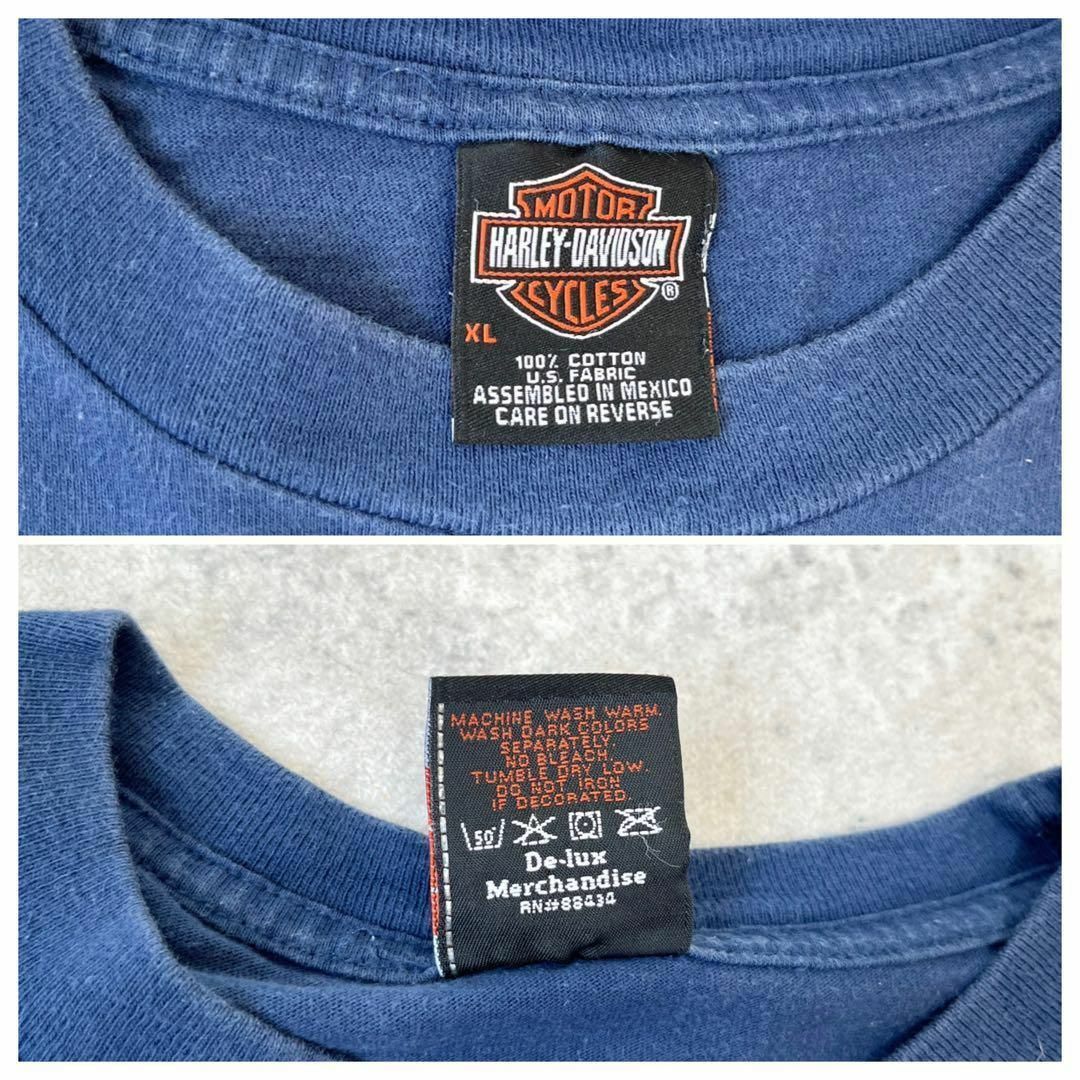 MOTOR
HARLEY-DAVIDSON
CYCLES
®
XL
100% COTTON
U.S. FABRIC
ASSEMBLED IN MEXICO
CARE ON REVERSE
MACHINE WASH WARM.
WASH DARK COLORS
SEPARATELY
NO BLEACH.
TUMBLE DRY LOW.
DO NOT IRON
IF DECORATED.
50°
De-lux
Merchandise
RN#88434